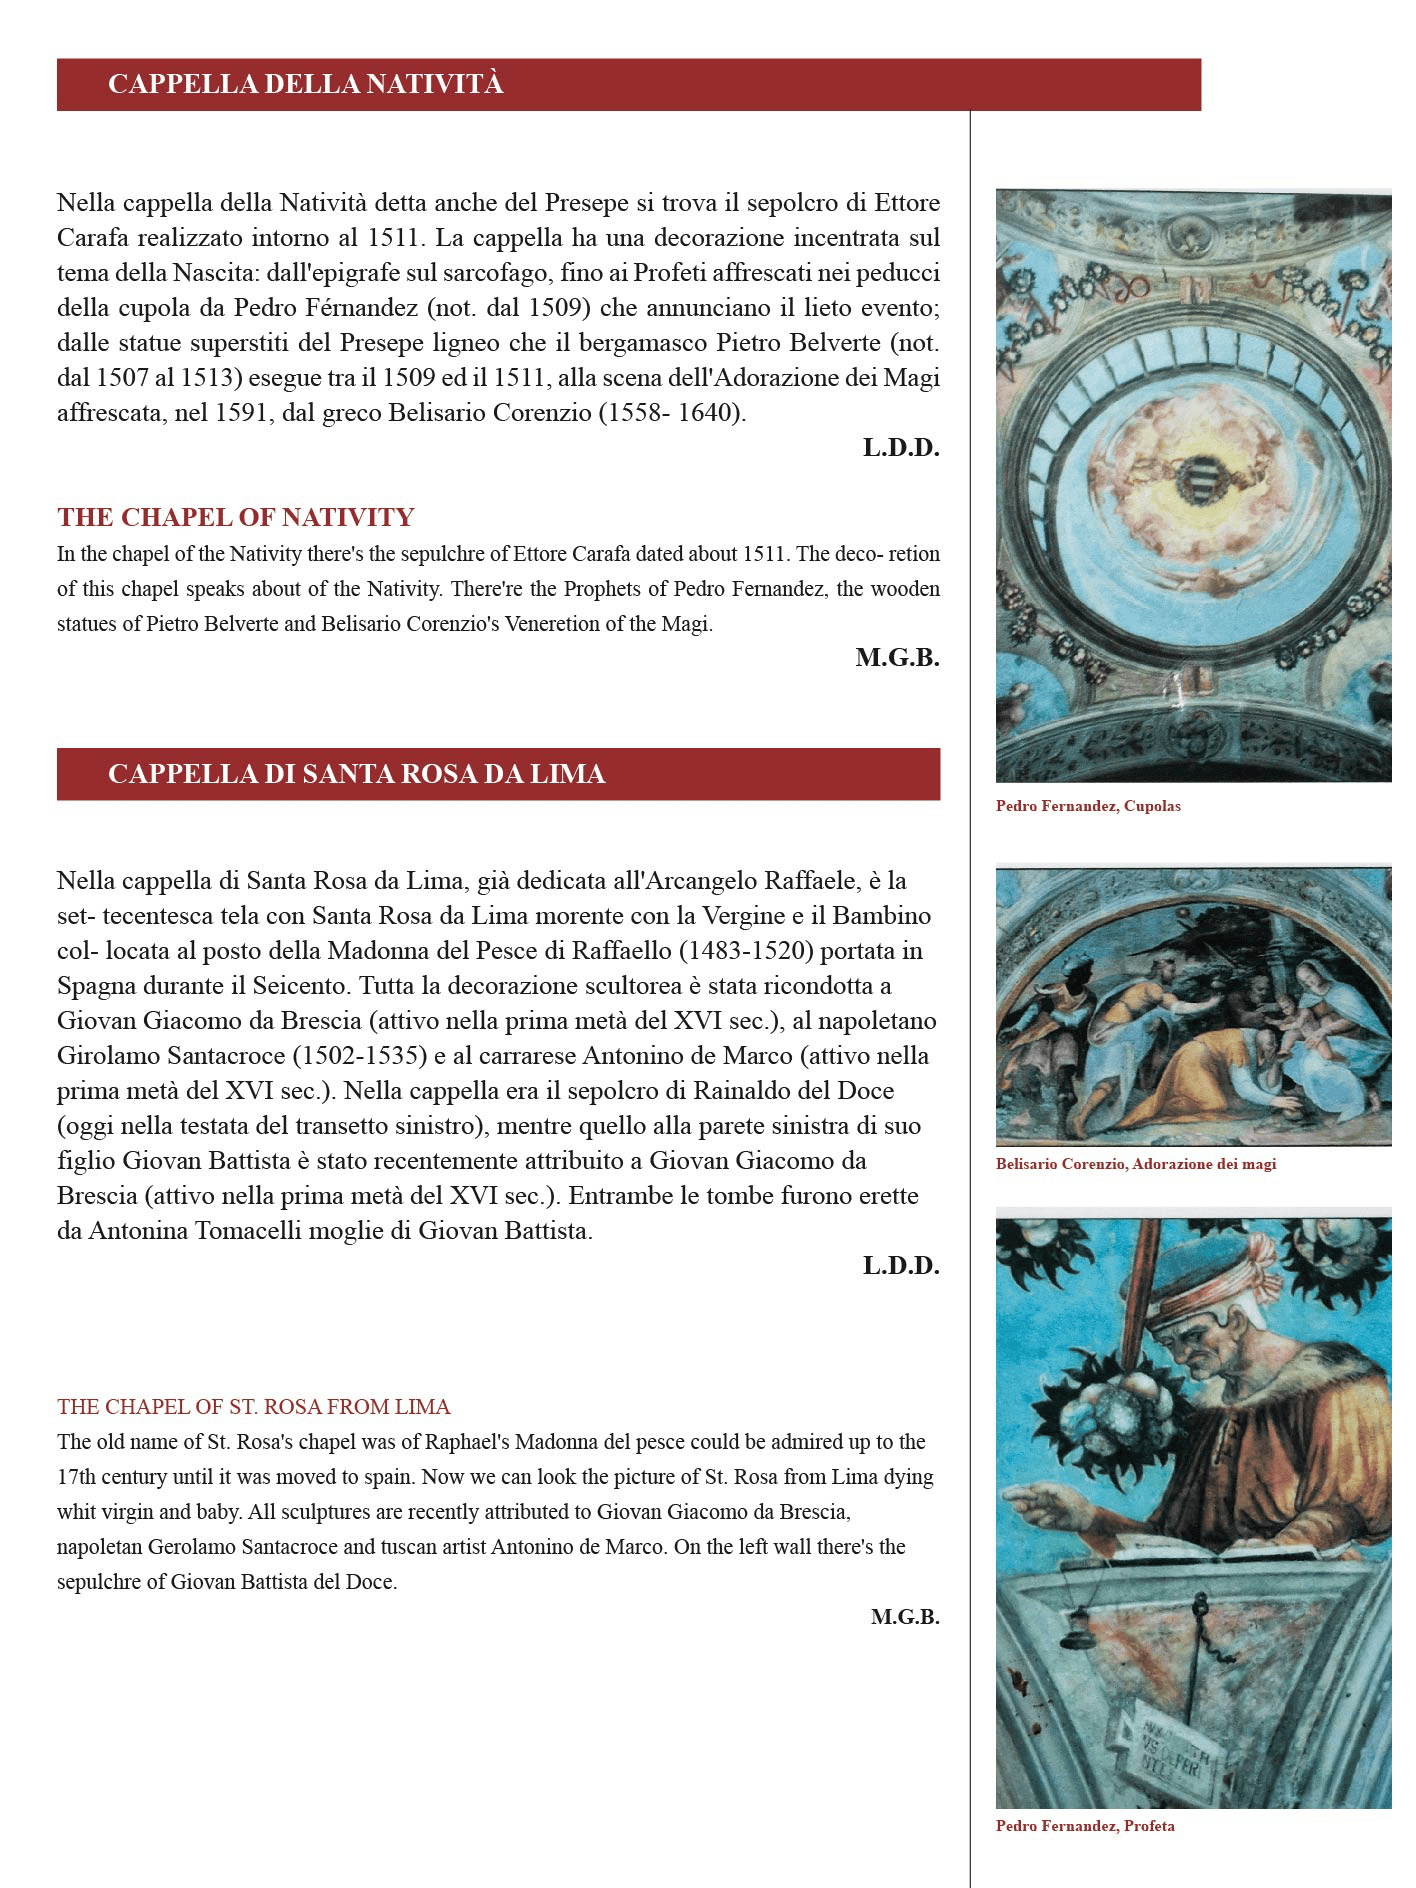 CAPPELLA DELLA NATIVITÀ
Nella cappella della Natività detta anche del Presepe si trova il sepolcro di Ettore
Carafa realizzato intorno al 1511. La cappella ha una decorazione incentrata sul
tema della Nascita: dall'epigrafe sul sarcofago, fino ai Profeti affrescati nei peducci
della cupola da Pedro Férnandez (not. dal 1509) che annunciano il lieto evento;
dalle statue superstiti del Presepe ligneo che il bergamasco Pietro Belverte (not.
dal 1507 al 1513) esegue tra il 1509 ed il 1511, alla scena dell'Adorazione dei Magi
affrescata, nel 1591, dal greco Belisario Corenzio (1558- 1640).
L.D.D.
THE CHAPEL OF NATIVITY
In the chapel of the Nativity there's the sepulchre of Ettore Carafa dated about 1511. The deco- retion
of this chapel speaks about of the Nativity. There're the Prophets of Pedro Fernandez, the wooden
statues of Pietro Belverte and Belisario Corenzio's Veneretion of the Magi.
M.G.B.
CAPPELLA DI SANTA ROSA DA LIMA
Nella cappella di Santa Rosa da Lima, già dedicata all'Arcangelo Raffaele, è la
set- tecentesca tela con Santa Rosa da Lima morente con la Vergine e il Bambino
col- locata al posto della Madonna del Pesce di Raffaello (1483-1520) portata in
Spagna durante il Seicento. Tutta la decorazione scultorea è stata ricondotta a
Giovan Giacomo da Brescia (attivo nella prima metà del XVI sec.), al napoletano
Girolamo Santacroce (1502-1535) e al carrarese Antonino de Marco (attivo nella
prima metà del XVI sec.). Nella cappella era il sepolcro di Rainaldo del Doce
(oggi nella testata del transetto sinistro), mentre quello alla parete sinistra di suo
figlio Giovan Battista è stato recentemente attribuito a Giovan Giacomo da
Brescia (attivo nella prima metà del XVI sec.). Entrambe le tombe furono erette
da Antonina Tomacelli moglie di Giovan Battista.
L.D.D.
THE CHAPEL OF ST. ROSA FROM LIMA
The old name of St. Rosa's chapel was of Raphael's Madonna del pesce could be admired up to the
17th century until it was moved to spain. Now we can look the picture of St. Rosa from Lima dying
whit virgin and baby. All sculptures are recently attributed to Giovan Giacomo da Brescia,
napoletan Gerolamo Santacroce and tuscan artist Antonino de Marco. On the left wall there's the
sepulchre of Giovan Battista del Doce.
M.G.B.
Pedro Fernandez, Cupolas
Belisario Corenzio, Adorazione dei magi
Pedro Fernandez, Profeta